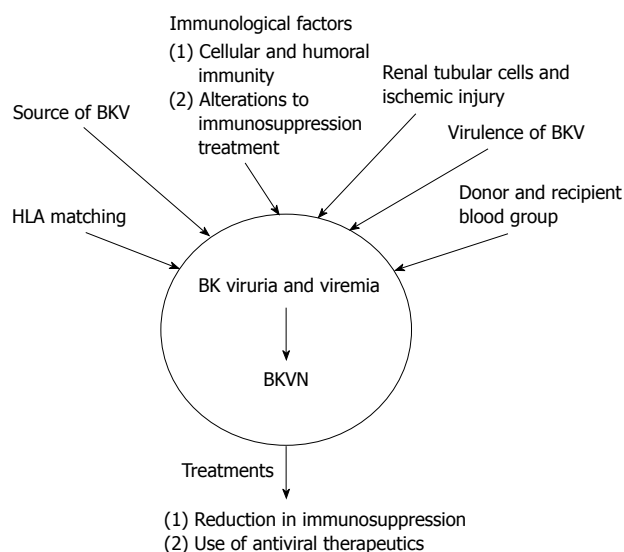 Immunological factors
(1) Cellular and humoral
immunity
(2) Alterations to
immunosuppression
treatment
Renal tubular cells and
ischemic injury
Source of BKV
Virulence of BKV
HLA matching
Donor and recipient
blood group
BK viruria and viremia
BKVN
Treatments
(1) Reduction in immunosuppression
(2) Use of antiviral therapeutics